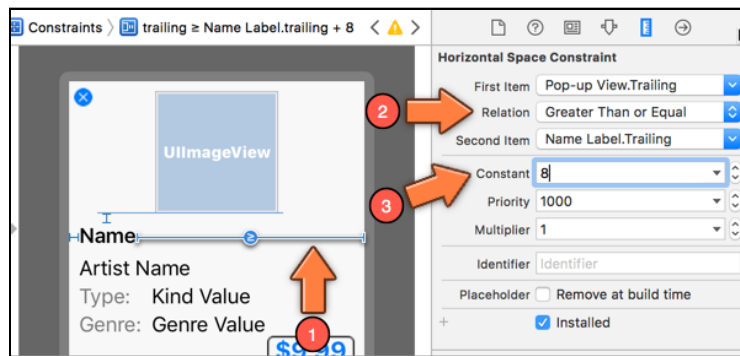 Constraints 〉 trailing ≥ Name Label.trailing + 8
Horizontal Space Constraint
First Item Pop-up View.Trailing
2
Relation Greater Than or Equal
Second Item Name Label.Trailing
3
Constant 8
Priority 1000
Multiplier 1
Identifier Identifier
Placeholder Remove at build time
+ Installed
UIImageView
Name ≥
Artist Name
Type: Kind Value
Genre: Genre Value
1
$9.99